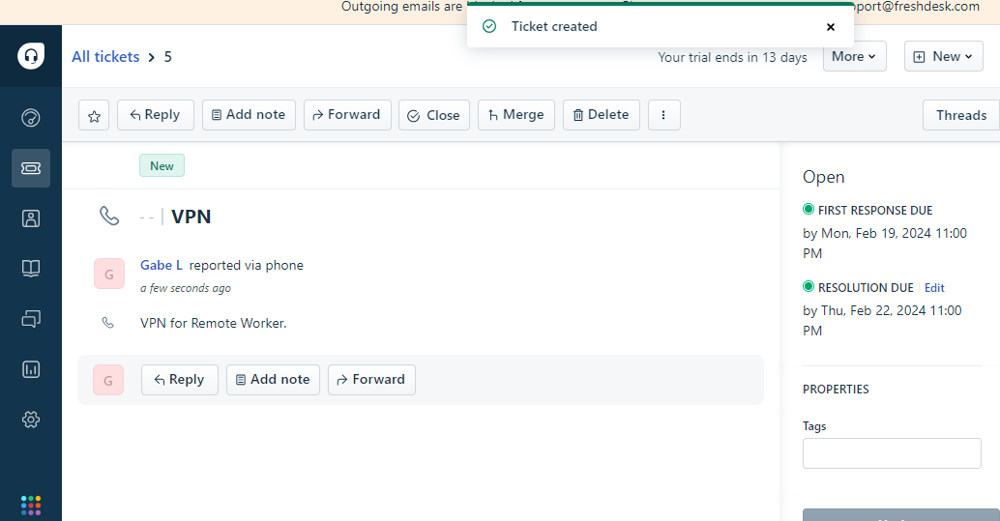 Outgoing emails are
pport@freshdesk.com
Ticket created
All tickets > 5
Your trial ends in 13 days
More
New
Reply
Add note
Forward
Close
Merge
Delete
Threads
New
-- | VPN
G
Gabe L reported via phone
a few seconds ago
VPN for Remote Worker.
G
Reply
Add note
Forward
Open
FIRST RESPONSE DUE
by Mon, Feb 19, 2024 11:00
PM
RESOLUTION DUE | Edit
by Thu, Feb 22, 2024 11:00
PM
PROPERTIES
Tags